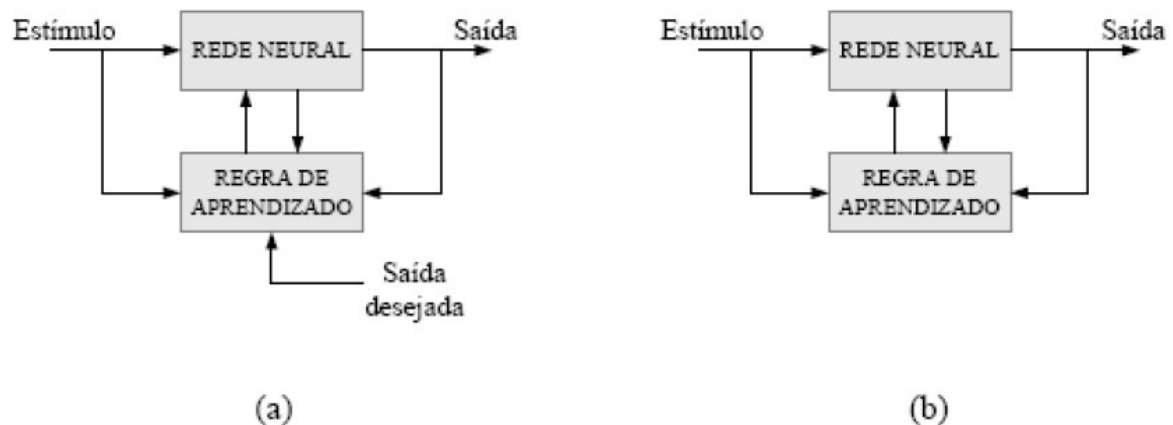 Estímulo
REDE NEURAL
Saída
REGRA DE
APRENDIZADO
Saída
desejada
(a)
Estímulo
REDE NEURAL
Saída
REGRA DE
APRENDIZADO
(b)